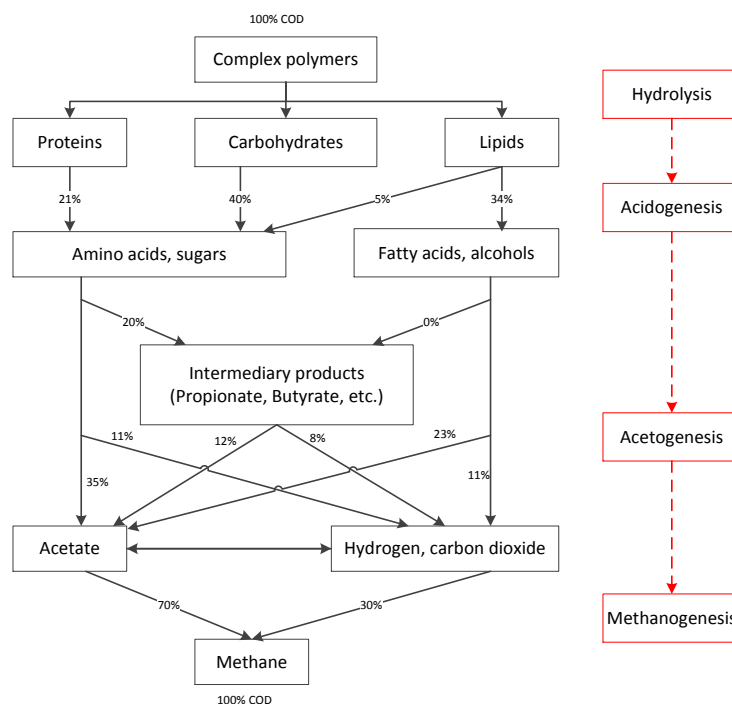 100% COD
Complex polymers
Hydrolysis
Proteins
Carbohydrates
Lipids
21%
40%
5%
34%
Acidogenesis
Amino acids, sugars
Fatty acids, alcohols
20%
0%
Intermediary products
(Propionate, Butyrate, etc.)
11%
12%
8%
23%
Acetogenesis
35%
11%
Acetate
Hydrogen, carbon dioxide
70%
30%
Methanogenesis
Methane
100% COD